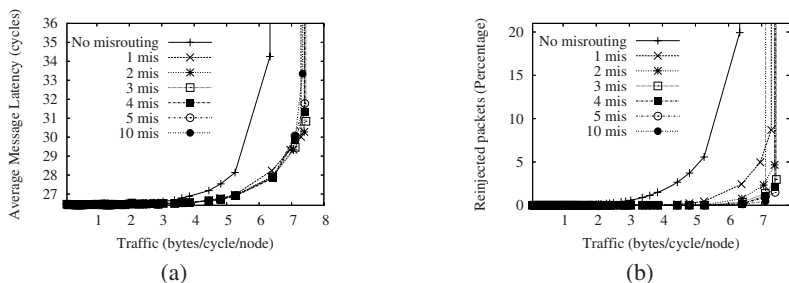 Average Message Latency (cycles)
36
35
34
33
32
31
30
29
28
27
No misrouting
1 mis
2 mis
3 mis
4 mis
5 mis
10 mis
1 2 3 4 5 6 7 8
Traffic (bytes/cycle/node)
(a)
Reinjected packets (Percentage)
20
15
10
5
0
No misrouting
1 mis
2 mis
3 mis
4 mis
5 mis
10 mis
1 2 3 4 5 6 7
Traffic (bytes/cycle/node)
(b)